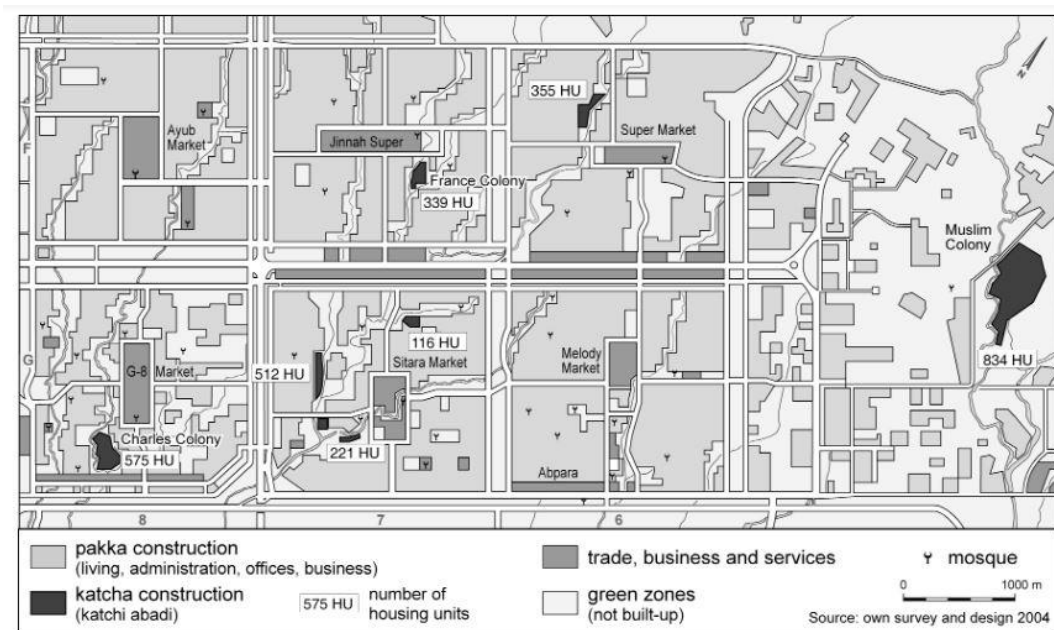 355 HU
N
Super Market
Ayub
Market
F
Jinnah Super
France Colony
339 HU
Muslim
Colony
116 HU
Sitara Market
512 HU
Melody
Market
834 HU
G
G-8
Market
Charles Colony
575 HU
221 HU
Abpara
8
7
6
pakka construction
(living, administration, offices, business)
katcha construction
(katchi abadi)
575 HU
number of
housing units
trade, business and services
green zones
(not built-up)
mosque
0
1000 m
Source: own survey and design 2004